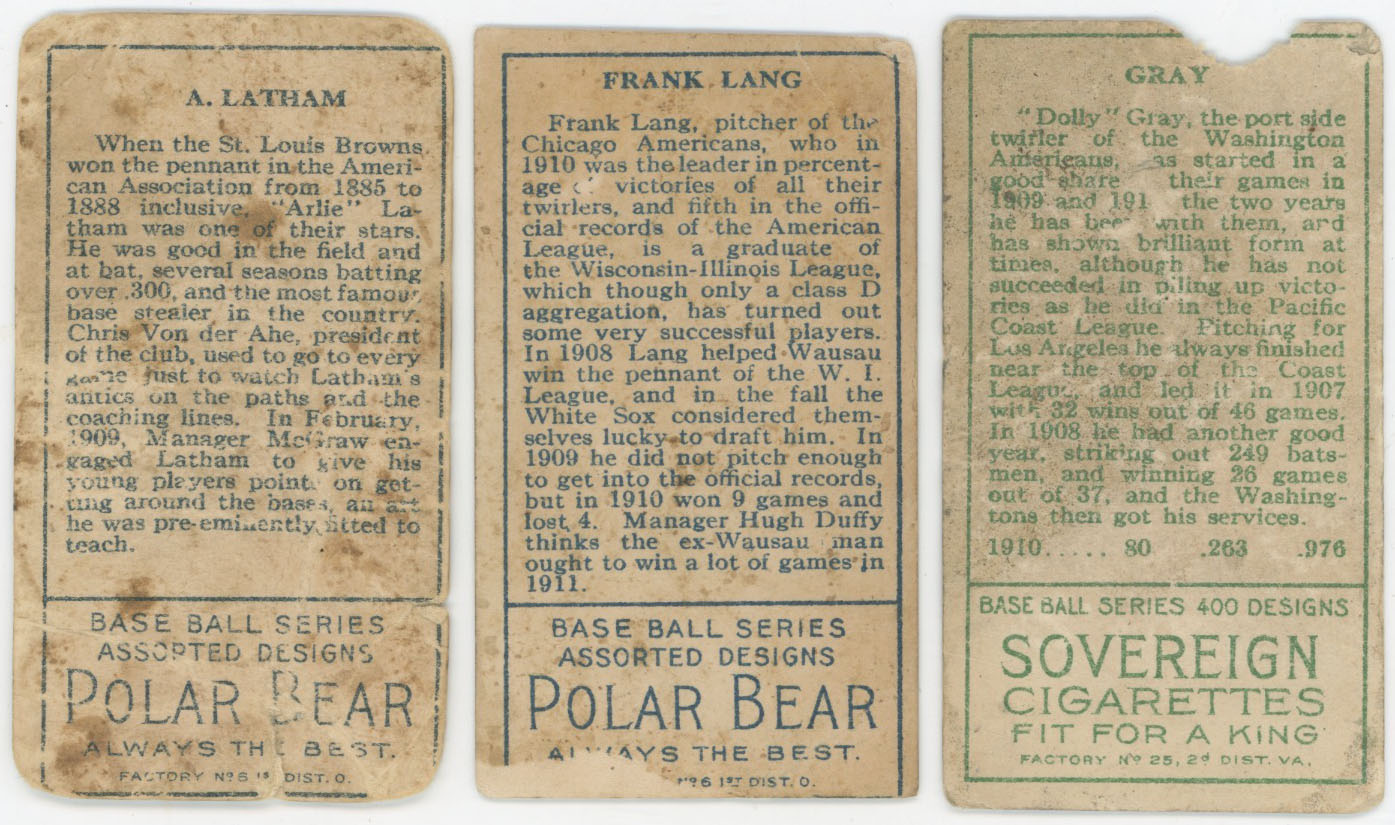 A. LATHAM
When the St. Louis Browns
won the pennant in the Ameri-
can Association from 1885 to
1888 inclusive, "Arlie" La-
tham was one of their stars.
He was good in the field and
at bat, several seasons batting
over .300, and the most famous
base stealer in the country.
Chris Von der Ahe, president
of the club, used to go to every
game just to watch Latham's
antics on the paths and the
coaching lines. In February,
1909, Manager McGraw en-
gaged Latham to give his
young players points on get-
ting around the bases, an art
he was pre-eminently fitted to
teach.
BASE BALL SERIES
ASSORTED DESIGNS
POLAR BEAR
ALWAYS THE BEST.
FACTORY Nº 6 1ST DIST. O.
FRANK LANG
Frank Lang, pitcher of the
Chicago Americans, who in
1910 was the leader in percent-
age victories of all their
twirlers, and fifth in the offi-
cial records of the American
League, is a graduate of
the Wisconsin-Illinois League,
which though only a class D
aggregation, has turned out
some very successful players.
In 1908 Lang helped Wausau
win the pennant of the W. I.
League, and in the fall the
White Sox considered them-
selves lucky to draft him. In
1909 he did not pitch enough
to get into the official records,
but in 1910 won 9 games and
lost 4. Manager Hugh Duffy
thinks the ex-Wausau man
ought to win a lot of games in
1911.
BASE BALL SERIES
ASSORTED DESIGNS
POLAR BEAR
ALWAYS THE BEST.
Nº 6 1ST DIST. O.
GRAY
"Dolly" Gray, the port side
twirler of the Washington
Americans, as started in a
good share their games in
1909 and 191 the two years
he has been with them, and
has shown brilliant form at
times, although he has not
succeeded in piling up victo-
ries as he did in the Pacific
Coast League. Pitching for
Los Angeles he always finished
near the top of the Coast
League, and led it in 1907
with 32 wins out of 46 games.
In 1908 he had another good
year, striking out 249 bats-
men, and winning 26 games
out of 37, and the Washing-
tons then got his services.
1910..... 80 .263 .976
BASE BALL SERIES 400 DESIGNS
SOVEREIGN
CIGARETTES
FIT FOR A KING
FACTORY Nº 25, 2d DIST. VA.